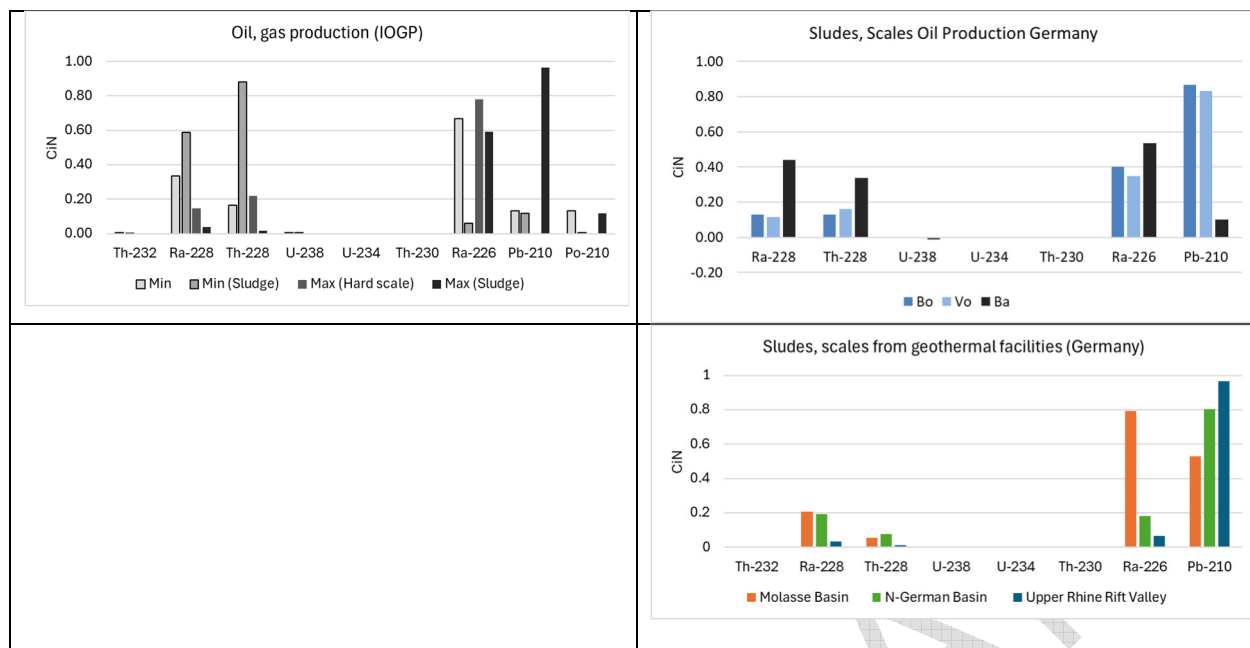 Oil, gas production (IOGP)
1.00
0.80
0.60
0.40
0.20
0.00
CiN
Th-232 Ra-228 Th-228 U-238 U-234 Th-230 Ra-226 Pb-210 Po-210
Min Min (Sludge) Max (Hard scale) Max (Sludge)
Sludes, Scales Oil Production Germany
1.00
0.80
0.60
0.40
0.20
0.00
-0.20
CiN
Ra-228 Th-228 U-238 U-234 Th-230 Ra-226 Pb-210
Bo Vo Ba
Sludes, scales from geothermal facilities (Germany)
1
0.8
0.6
0.4
0.2
0
CiN
Th-232 Ra-228 Th-228 U-238 U-234 Th-230 Ra-226 Pb-210
Molasse Basin N-German Basin Upper Rhine Rift Valley